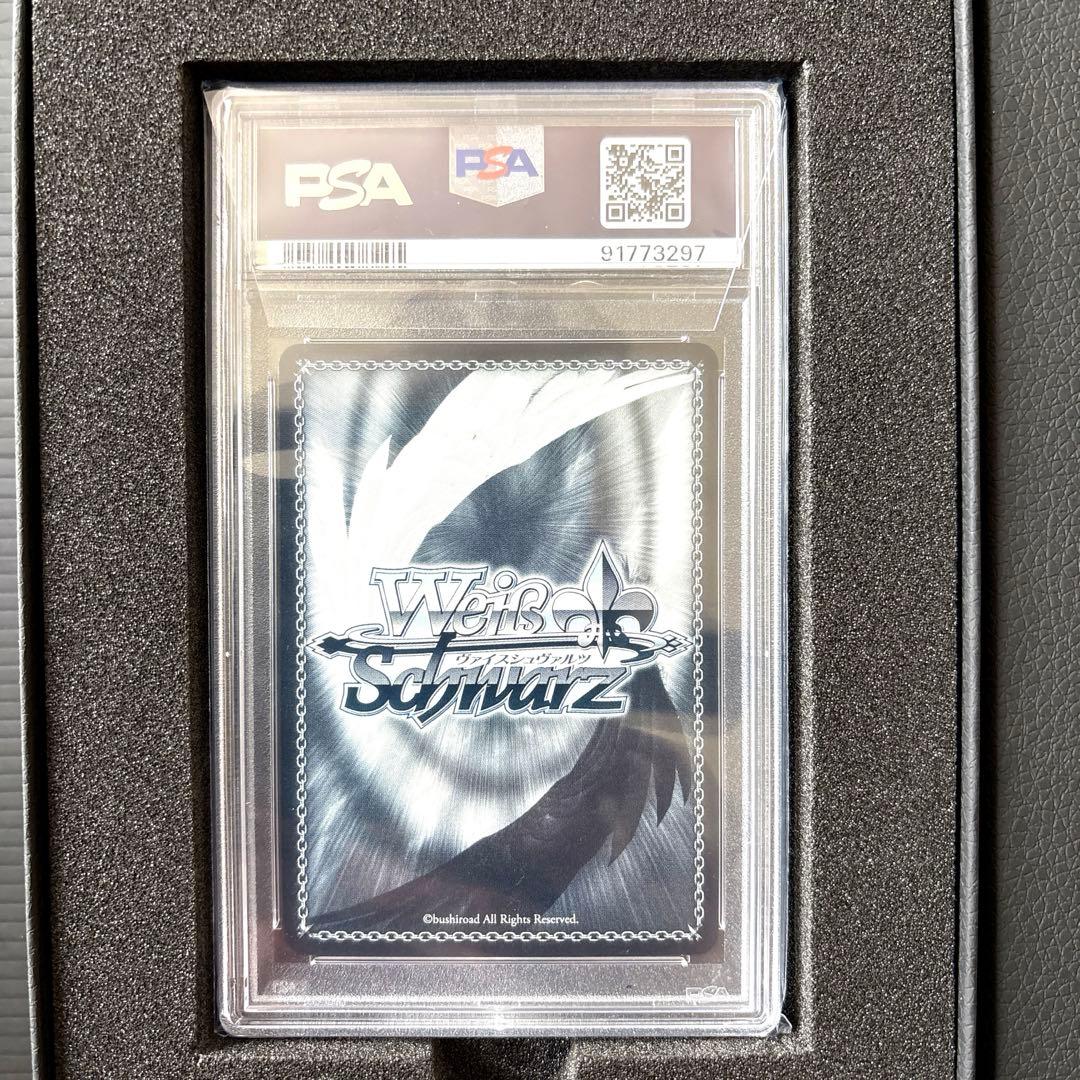 PSA
PSA
91773297
Weiß
ヴァイスシュヴァルツ
Schwarz
©bushiroad All Rights Reserved.
PSA